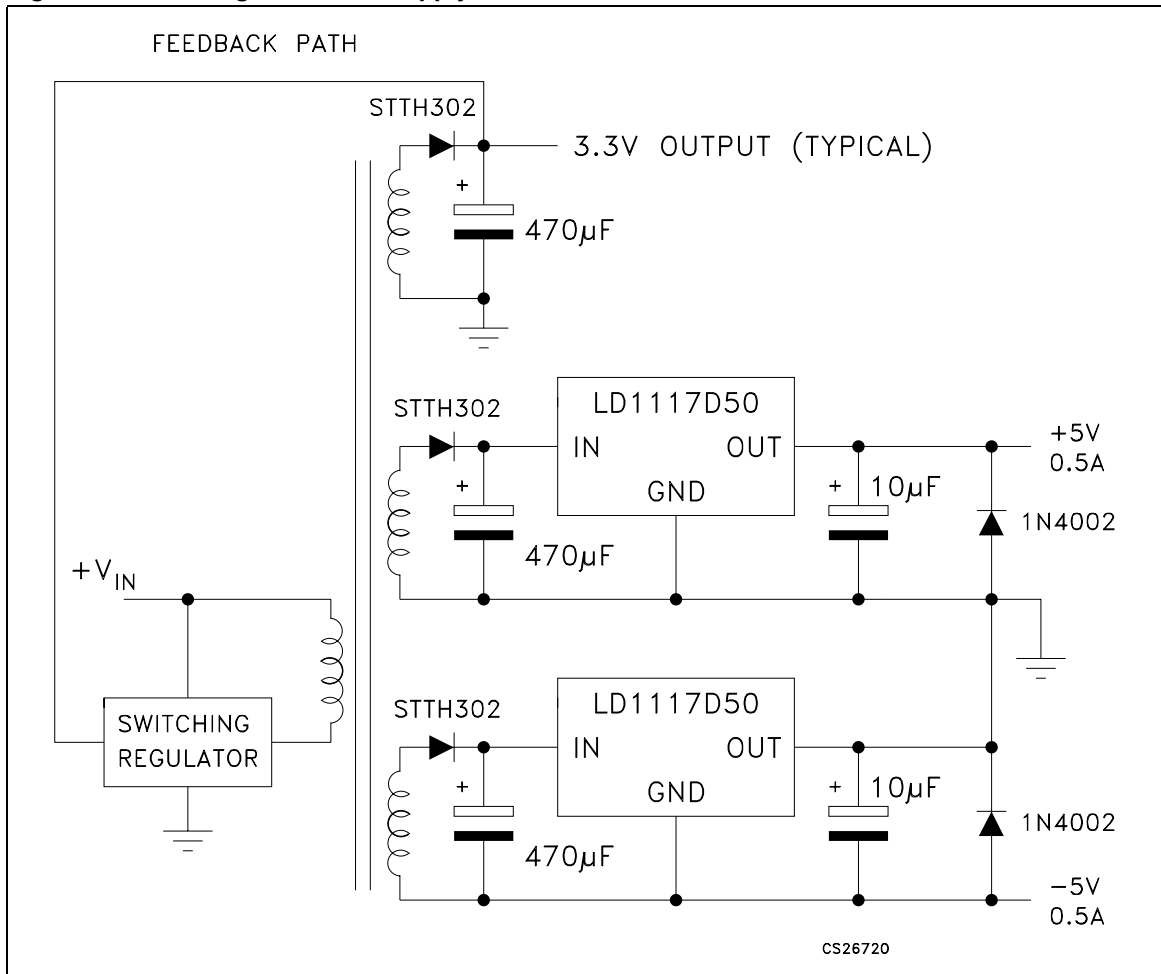 FEEDBACK PATH
STTH302
3.3V OUTPUT (TYPICAL)
+
470µF
STTH302
LD1117D50
IN
OUT
GND
+
470µF
+
10µF
+5V
0.5A
1N4002
+VIN
SWITCHING
REGULATOR
STTH302
LD1117D50
IN
OUT
GND
+
470µF
+
10µF
1N4002
-5V
0.5A
CS26720